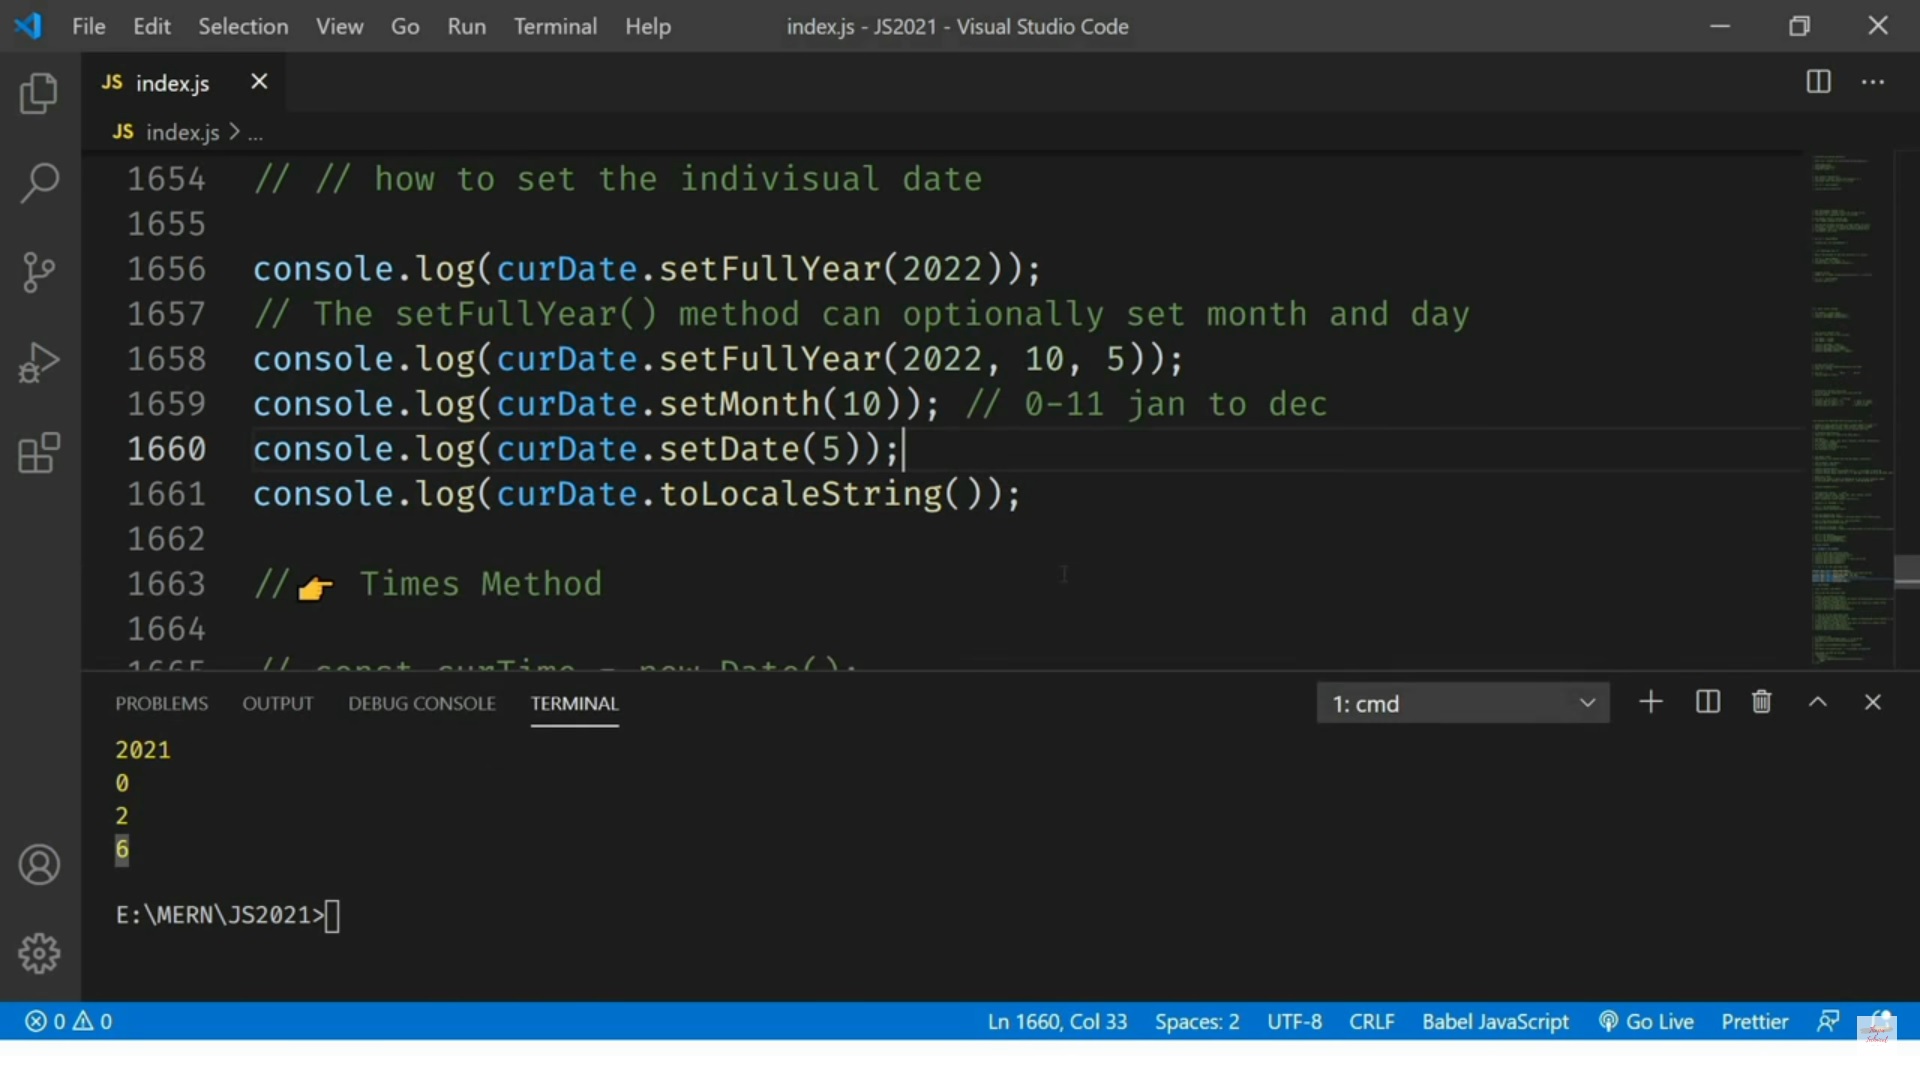 File Edit Selection View Go Run Terminal Help index.js - JS2021 - Visual Studio Code
JS index.js
JS index.js > ...
1654 // // how to set the indivisual date
1655
1656 console.log(curDate.setFullYear(2022));
1657 // The setFullYear() method can optionally set month and day
1658 console.log(curDate.setFullYear(2022, 10, 5));
1659 console.log(curDate.setMonth(10)); // 0-11 jan to dec
1660 console.log(curDate.setDate(5));
1661 console.log(curDate.toLocaleString());
1662
1663 //👉 Times Method
1664
1665 // const curTime = new Date();
PROBLEMS OUTPUT DEBUG CONSOLE TERMINAL 1: cmd
2021
0
2
6
E:\MERN\JS2021>
0 0 Ln 1660, Col 33 Spaces: 2 UTF-8 CRLF Babel JavaScript Go Live Prettier